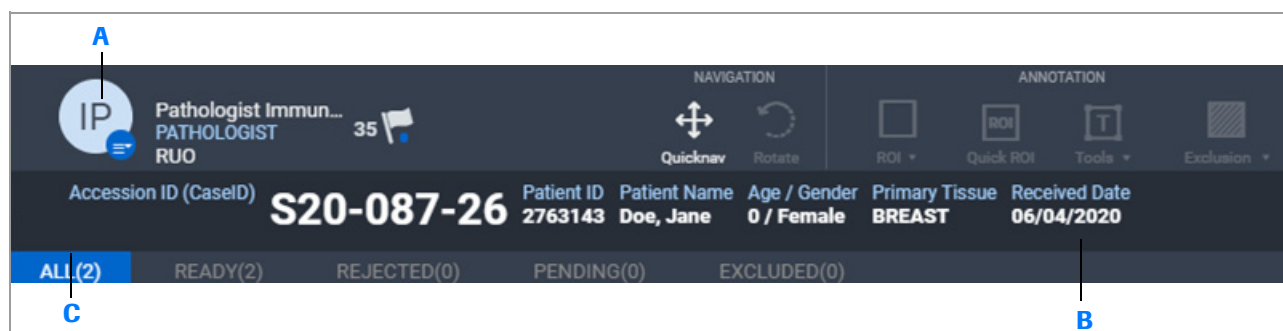 A
NAVIGATION ANNOTATION
IP
Pathologist Immun...
PATHOLOGIST
RUO
35
Quicknav Rotate ROI Quick ROI Tools Exclusion
ROI T
Accession ID (CaseID) S20-087-26
Patient ID Patient Name Age / Gender Primary Tissue Received Date
2763143 Doe, Jane 0 / Female BREAST 06/04/2020
ALL(2) READY(2) REJECTED(0) PENDING(0) EXCLUDED(0)
C B